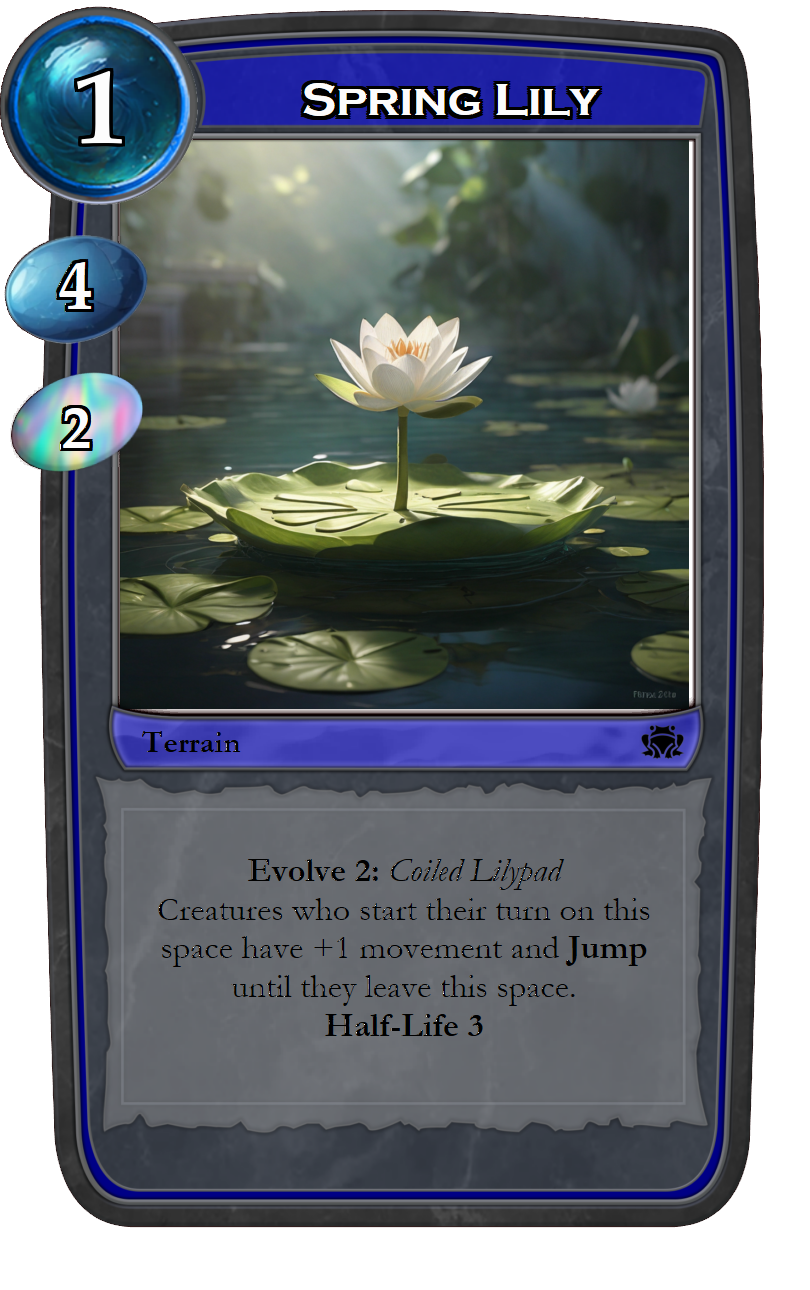 1
SPRING LILY
4
2
Terrain
Evolve 2: Coiled Lilypad
Creatures who start their turn on this
space have +1 movement and Jump
until they leave this space.
Half-Life 3